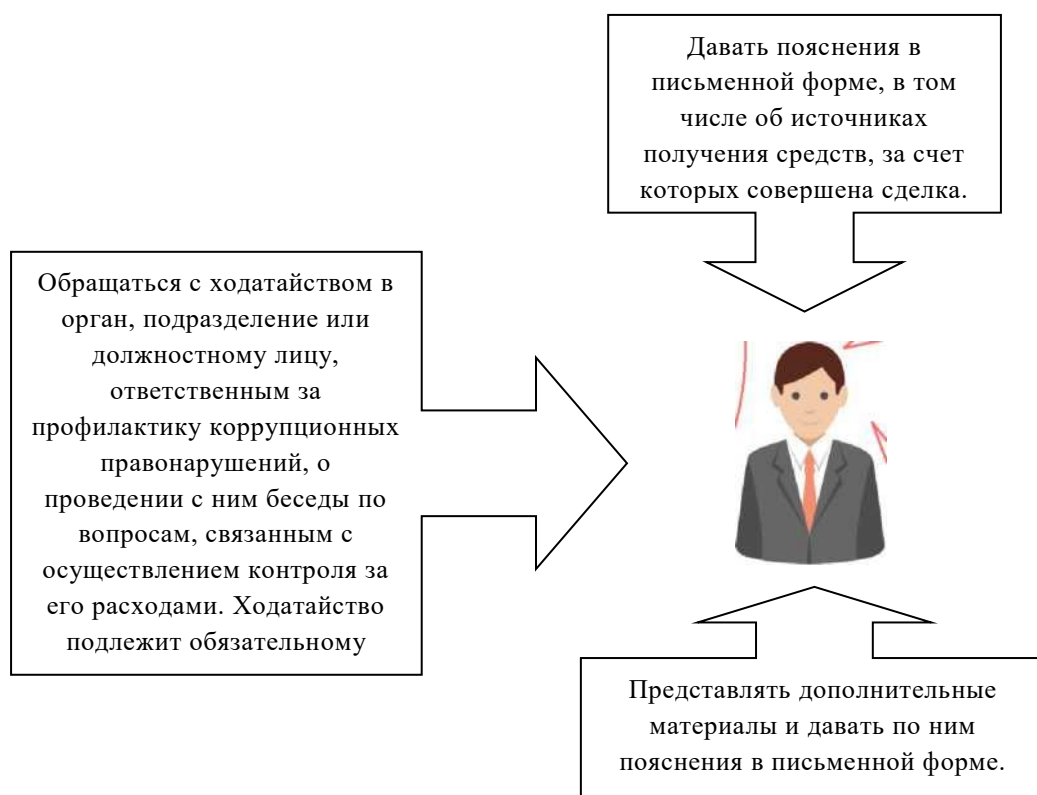 Давать пояснения в
письменной форме, в том
числе об источниках
получения средств, за счет
которых совершена сделка.
Обращаться с ходатайством в
орган, подразделение или
должностному лицу,
ответственным за
профилактику коррупционных
правонарушений, о
проведении с ним беседы по
вопросам, связанным с
осуществлением контроля за
его расходами. Ходатайство
подлежит обязательному
Представлять дополнительные
материалы и давать по ним
пояснения в письменной форме.